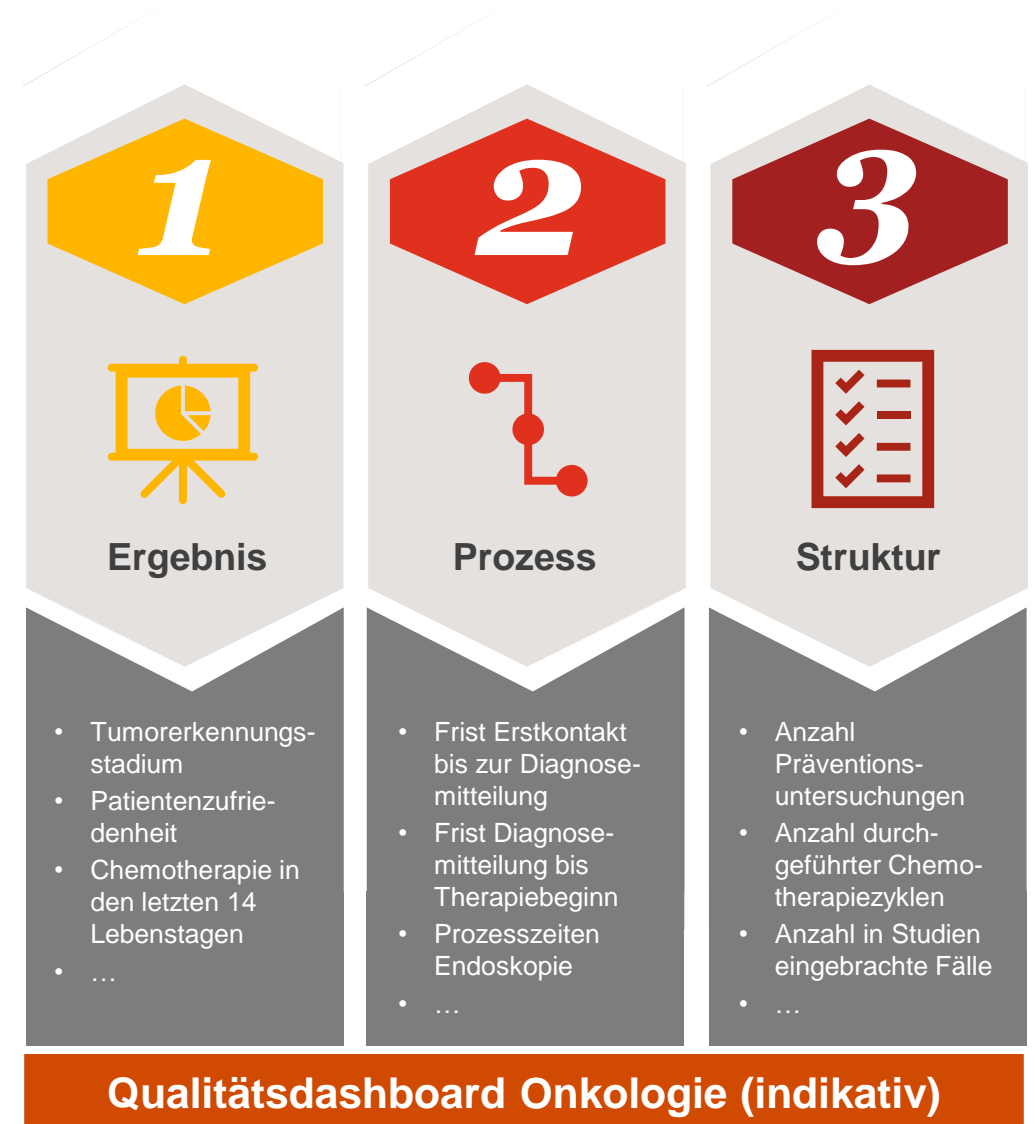 1
Ergebnis
• Tumorerkennungs-
stadium
• Patientenzufrie-
denheit
• Chemotherapie in
den letzten 14
Lebenstagen
• …
2
Prozess
• Frist Erstkontakt
bis zur Diagnose-
mitteilung
• Frist Diagnose-
mitteilung bis
Therapiebeginn
• Prozesszeiten
Endoskopie
• …
3
Struktur
• Anzahl
Präventions-
untersuchungen
• Anzahl durch-
geführter Chemo-
therapiezyklen
• Anzahl in Studien
eingebrachte Fälle
• …
Qualitätsdashboard Onkologie (indikativ)